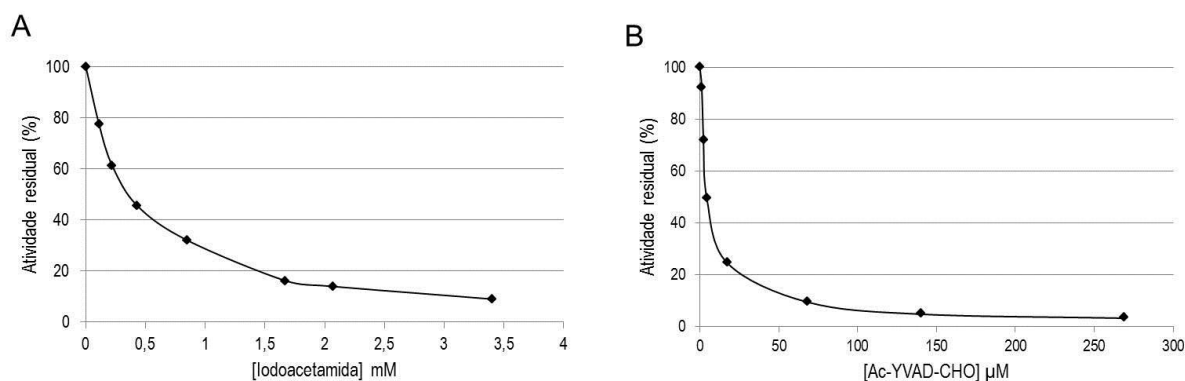 A
Atividade residual (%)
100
80
60
40
20
0
0 0,5 1 1,5 2 2,5 3 3,5 4
[Iodoacetamida] mM
B
Atividade residual (%)
100
80
60
40
20
0
0 50 100 150 200 250 300
[Ac-YVAD-CHO] µM